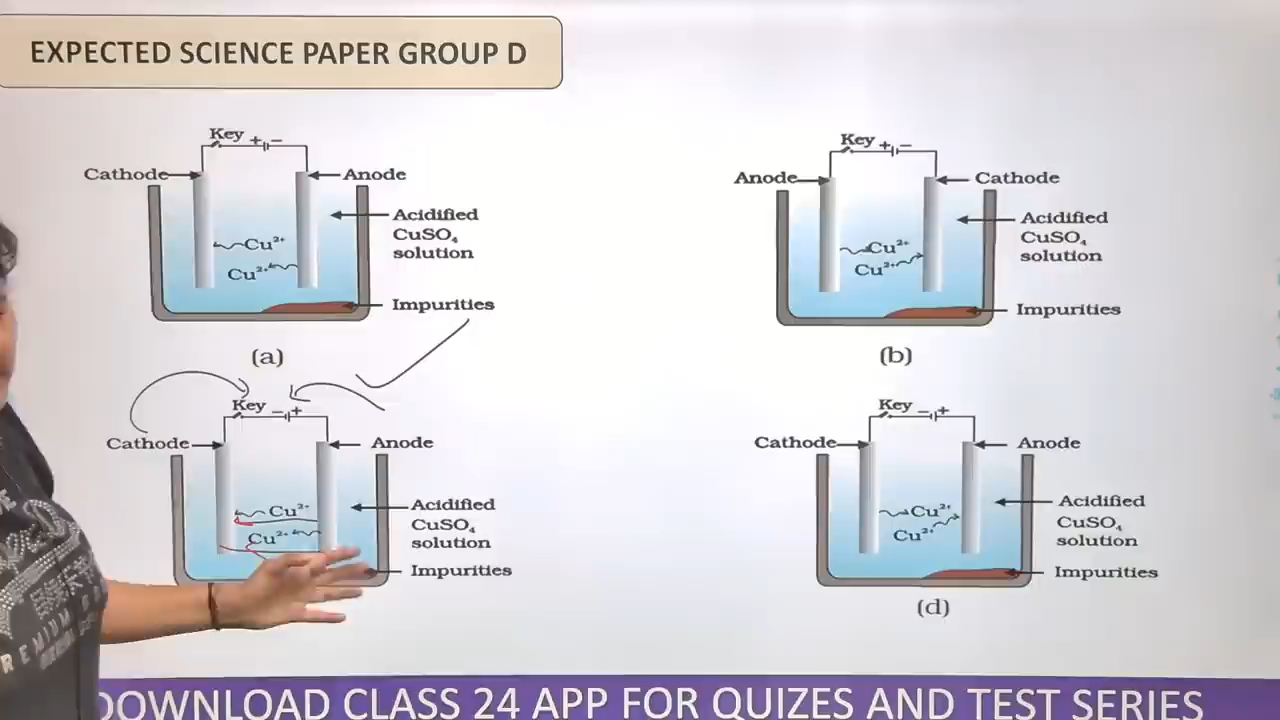 EXPECTED SCIENCE PAPER GROUP D
Key + −
Cathode
Anode
Acidified
CuSO₄
solution
Cu²⁺
Cu²⁺
Impurities
(a)
Key + −
Anode
Cathode
Acidified
CuSO₄
solution
Cu²⁺
Cu²⁺
Impurities
(b)
Key − +
Cathode
Anode
Acidified
CuSO₄
solution
Cu²⁺
Cu²⁺
Impurities
Key − +
Cathode
Anode
Acidified
CuSO₄
solution
Cu²⁺
Cu²⁺
Impurities
(d)
DOWNLOAD CLASS 24 APP FOR QUIZES AND TEST SERIES